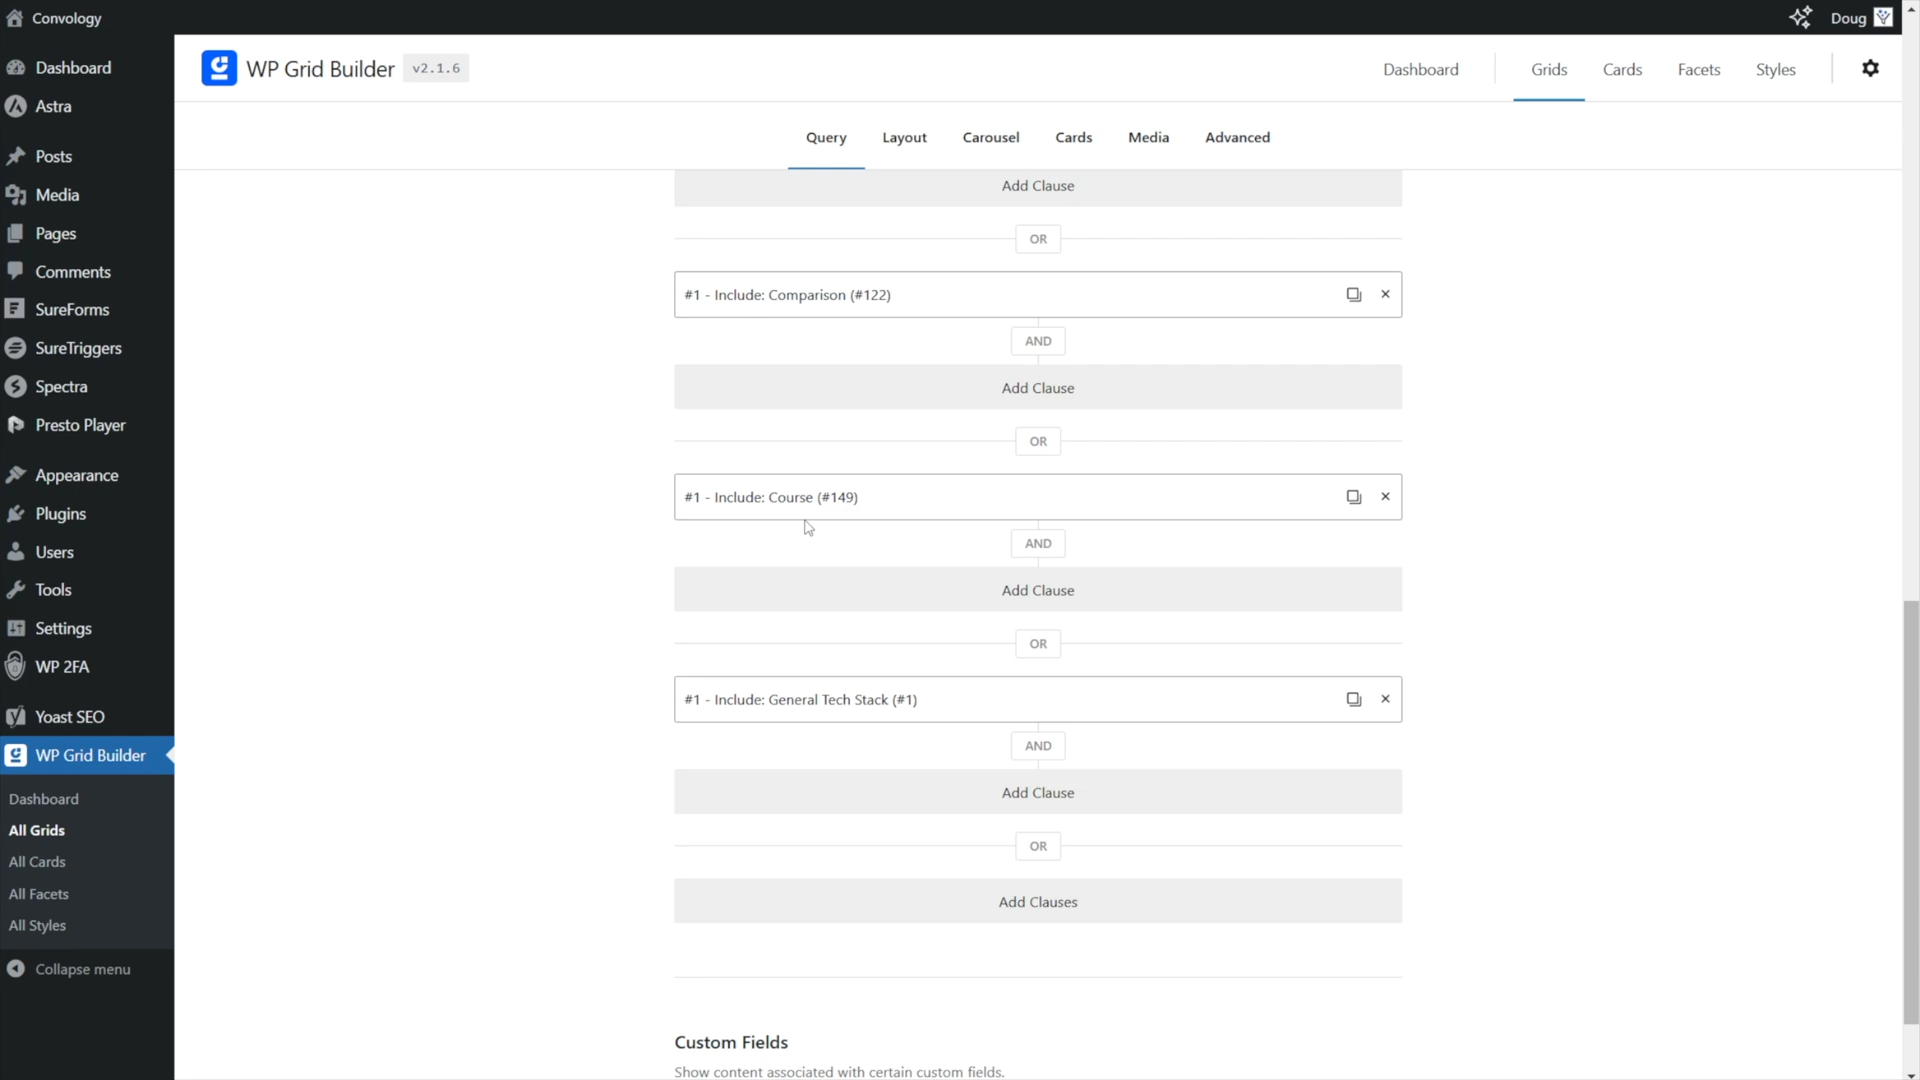 Convology
Doug
Dashboard
Astra
Posts
Media
Pages
Comments
SureForms
SureTriggers
Spectra
Presto Player
Appearance
Plugins
Users
Tools
Settings
WP 2FA
Yoast SEO
WP Grid Builder
Dashboard
All Grids
All Cards
All Facets
All Styles
Collapse menu
WP Grid Builder v2.1.6
Dashboard Grids Cards Facets Styles
Query Layout Carousel Cards Media Advanced
Add Clause
OR
#1 - Include: Comparison (#122)
AND
Add Clause
OR
#1 - Include: Course (#149)
AND
Add Clause
OR
#1 - Include: General Tech Stack (#1)
AND
Add Clause
OR
Add Clauses
Custom Fields
Show content associated with certain custom fields.